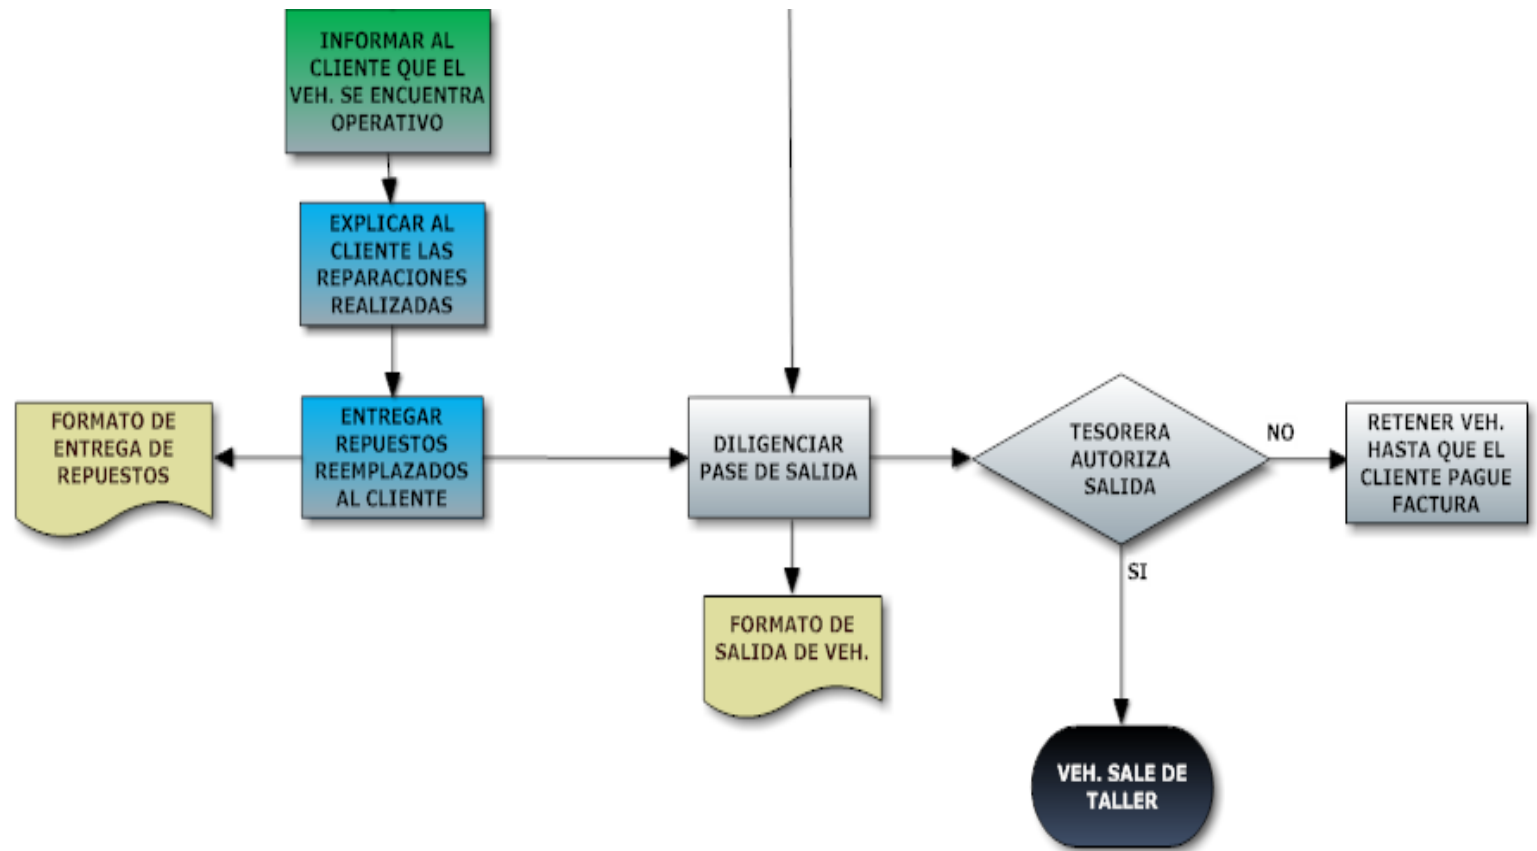 INFORMAR AL
CLIENTE QUE EL
VEH. SE ENCUENTRA
OPERATIVO
EXPLICAR AL
CLIENTE LAS
REPARACIONES
REALIZADAS
FORMATO DE
ENTREGA DE
REPUESTOS
ENTREGAR
REPUESTOS
REEMPLAZADOS
AL CLIENTE
DILIGENCIAR
PASE DE SALIDA
TESORERA
AUTORIZA
SALIDA
NO
RETENER VEH.
HASTA QUE EL
CLIENTE PAGUE
FACTURA
SI
FORMATO DE
SALIDA DE VEH.
VEH. SALE DE
TALLER